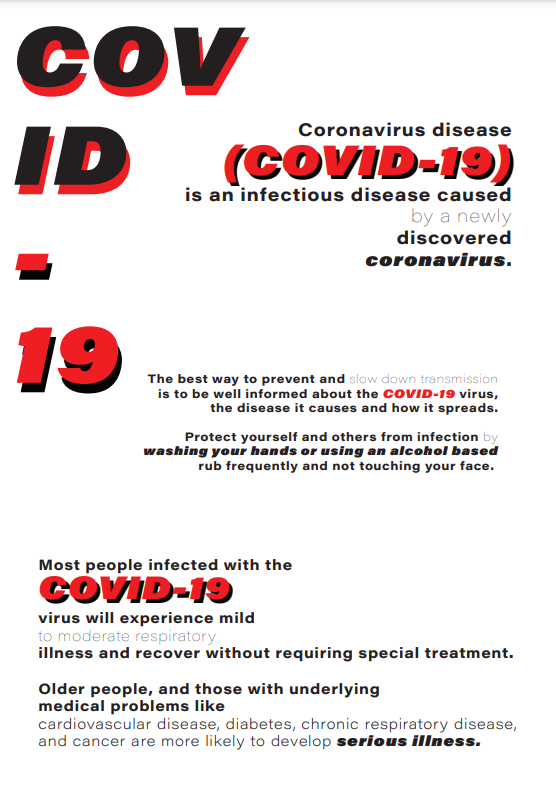 COV
ID
-
19
Coronavirus disease
(COVID-19)
is an infectious disease caused
by a newly
discovered
coronavirus.
The best way to prevent and slow down transmission
is to be well informed about the COVID-19 virus,
the disease it causes and how it spreads.
Protect yourself and others from infection by
washing your hands or using an alcohol based
rub frequently and not touching your face.
Most people infected with the
COVID-19
virus will experience mild
to moderate respiratory
illness and recover without requiring special treatment.
Older people, and those with underlying
medical problems like
cardiovascular disease, diabetes, chronic respiratory disease,
and cancer are more likely to develop serious illness.